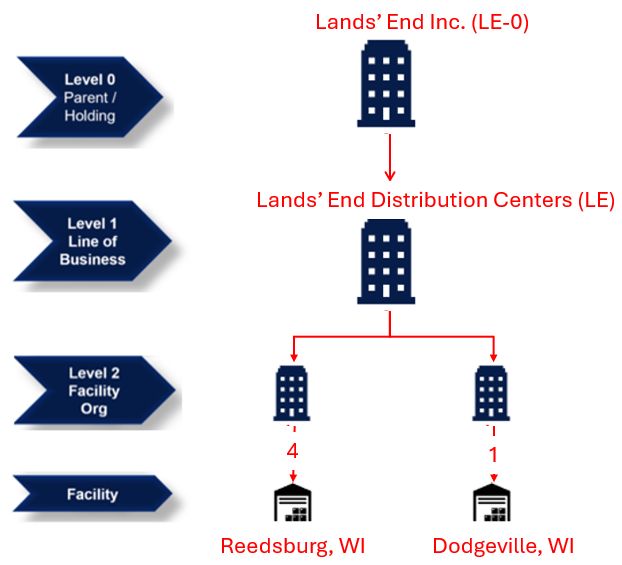 Lands’ End Inc. (LE-0)
Level 0
Parent /
Holding
Lands’ End Distribution Centers (LE)
Level 1
Line of
Business
Level 2
Facility
Org
4
1
Facility
Reedsburg, WI
Dodgeville, WI